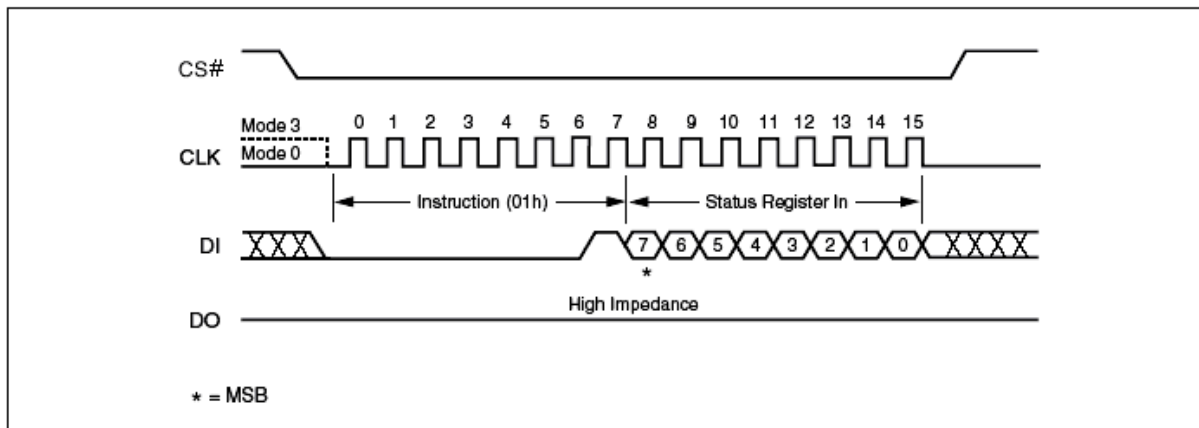 CS#
0 1 2 3 4 5 6 7 8 9 10 11 12 13 14 15
Mode 3
CLK
Mode 0
Instruction (01h) Status Register In
DI 7 6 5 4 3 2 1 0
*
High Impedance
DO
* = MSB